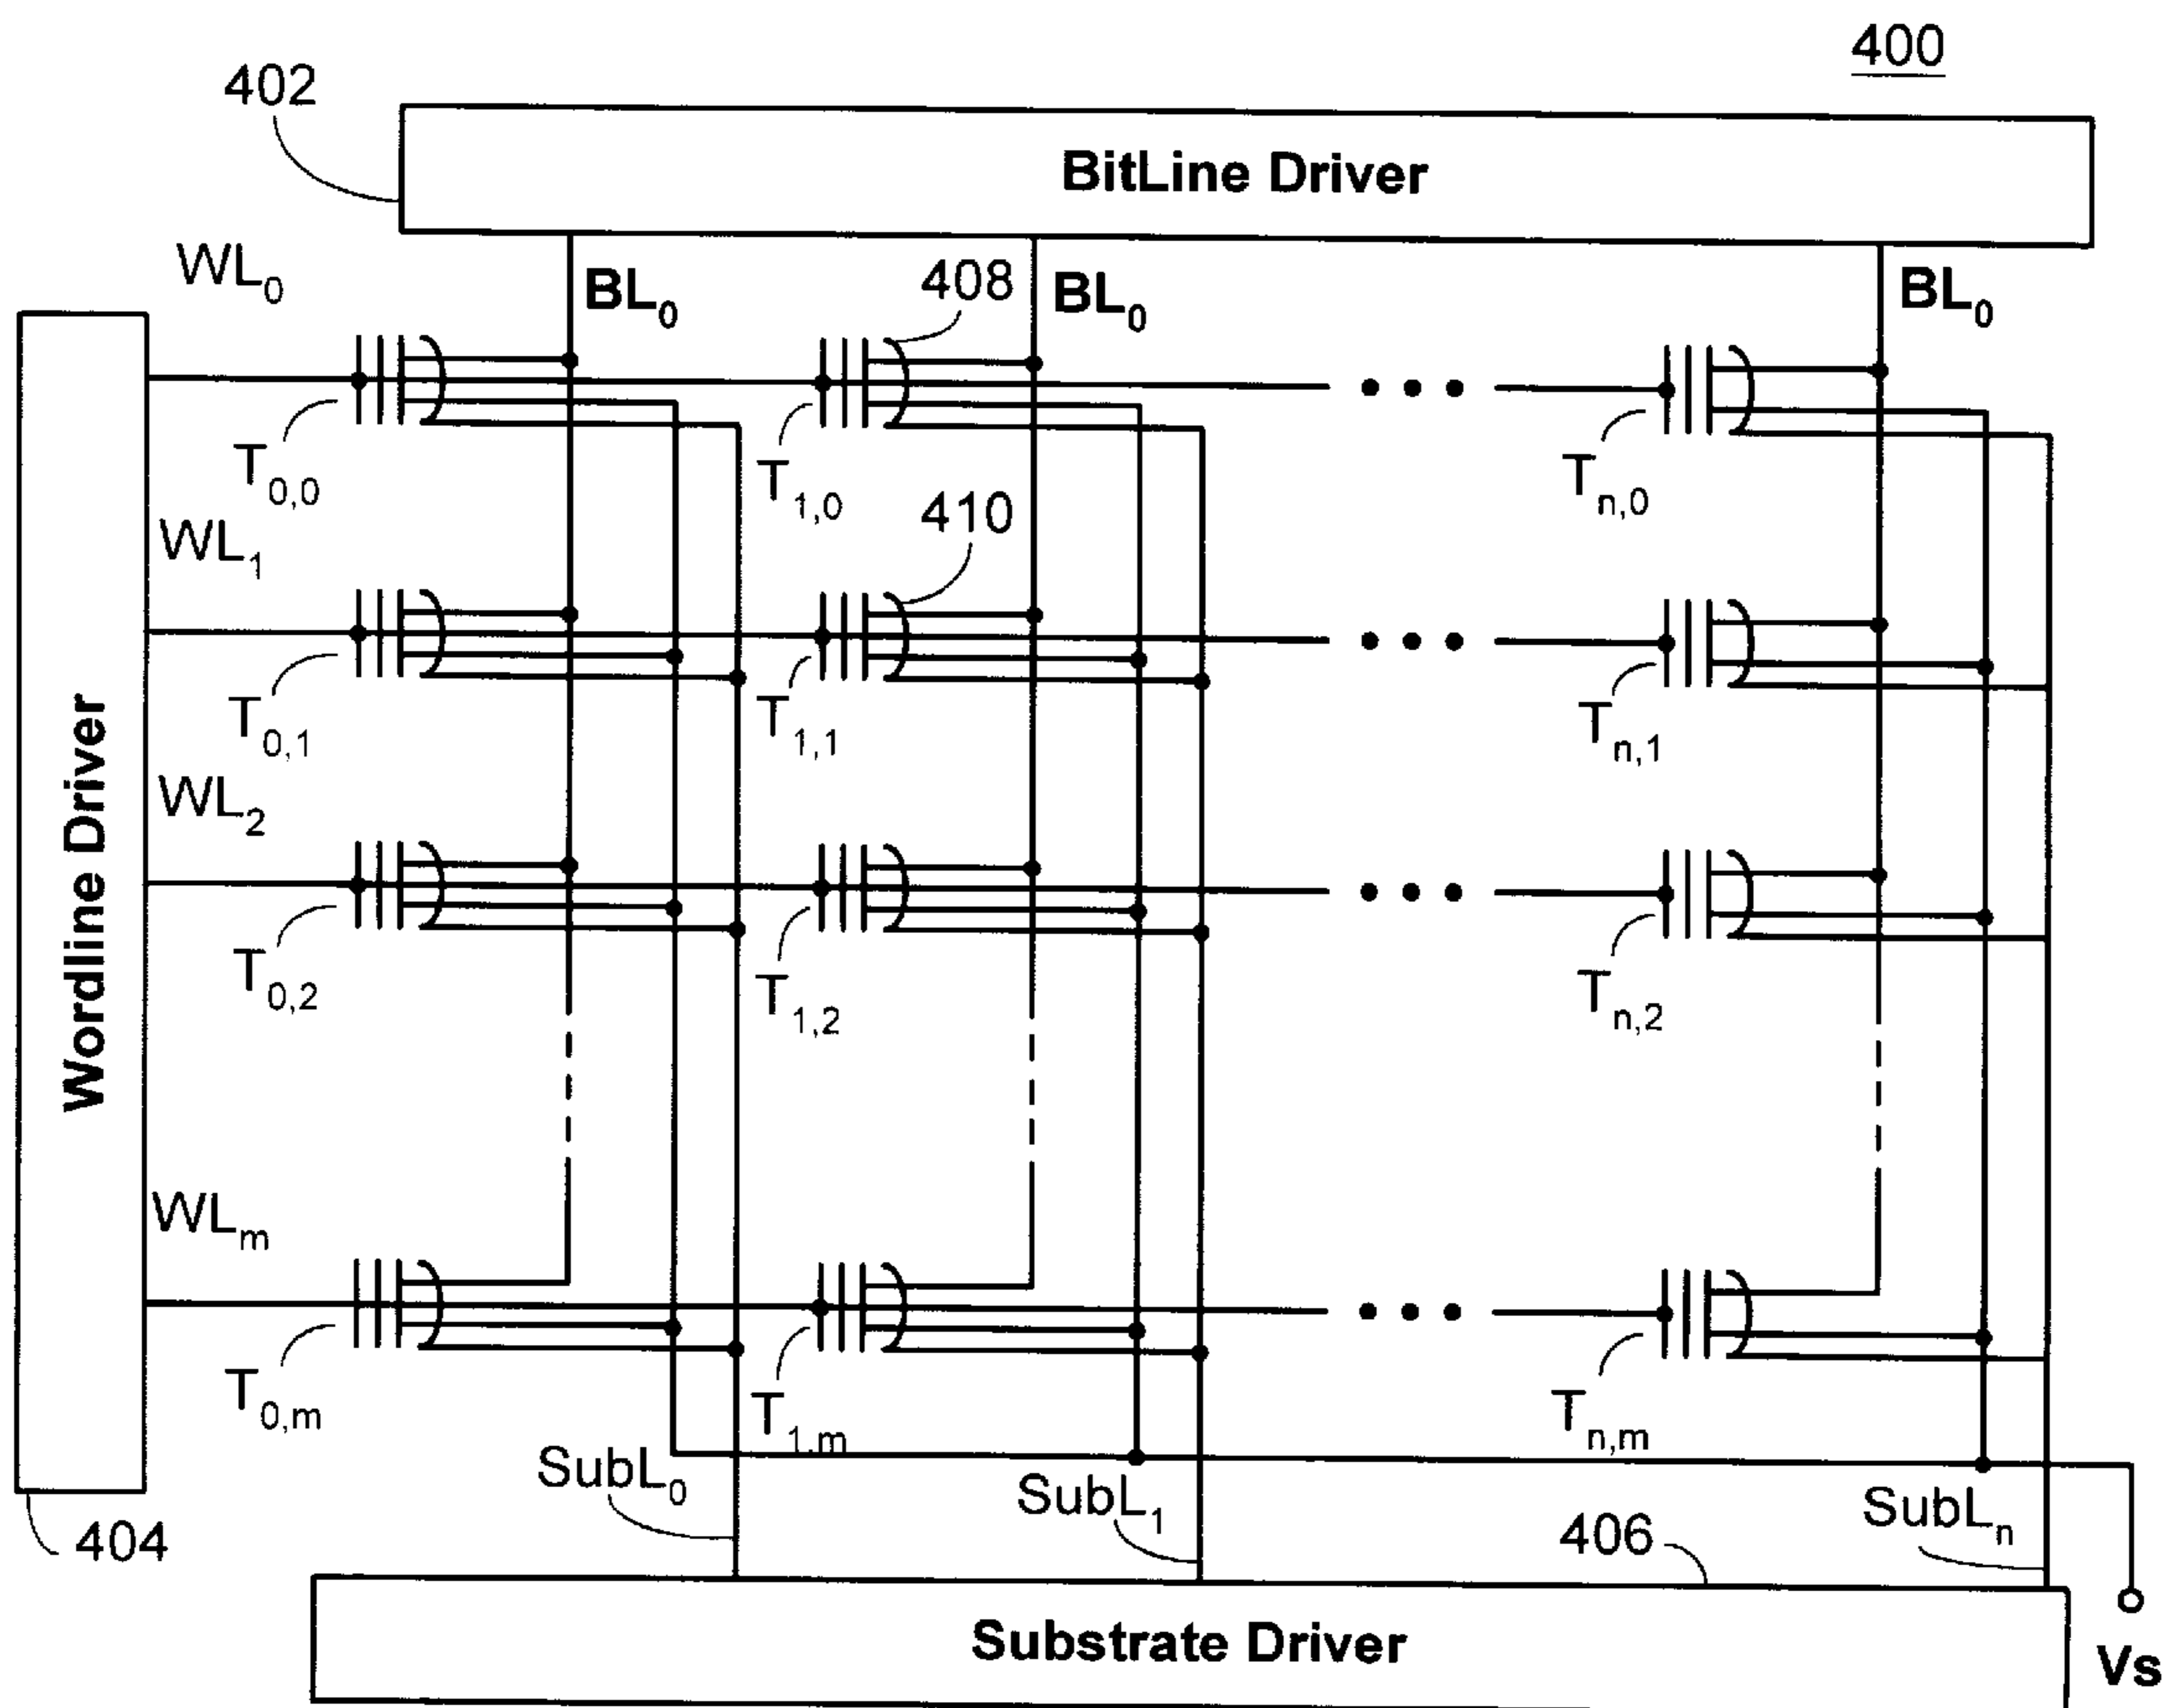 400
402
BitLine Driver
WL0
BL0
408
BL0
BL0
T0,0
T1,0
Tn,0
410
WL1
T0,1
T1,1
Tn,1
Wordline Driver
WL2
T0,2
T1,2
Tn,2
WLm
T0,m
T1,m
Tn,m
SubL0
SubL1
SubLn
404
406
Substrate Driver
Vs